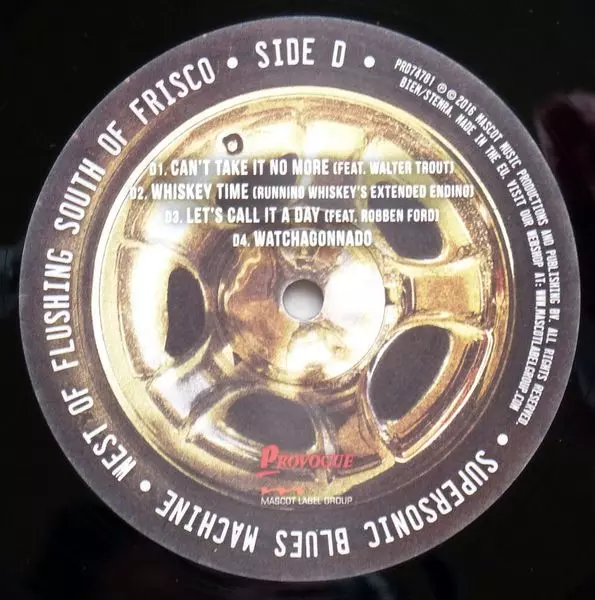 WEST OF FLUSHING SOUTH OF FRISCO • SIDE D •
PRD74781 ℗ © 2016 MASCOT MUSIC PRODUCTIONS AND PUBLISHING BV. ALL RIGHTS RESERVED.
BIEM/STEMRA. MADE IN THE EU. VISIT OUR WEBSHOP AT: WWW.MASCOTLABELGROUP.COM
D1. CAN'T TAKE IT NO MORE (FEAT. WALTER TROUT)
D2. WHISKEY TIME (RUNNING WHISKEY'S EXTENDED ENDING)
D3. LET'S CALL IT A DAY (FEAT. ROBBEN FORD)
D4. WATCHAGONNADO
PROVOGUE
MASCOT LABEL GROUP
• SUPERSONIC BLUES MACHINE •